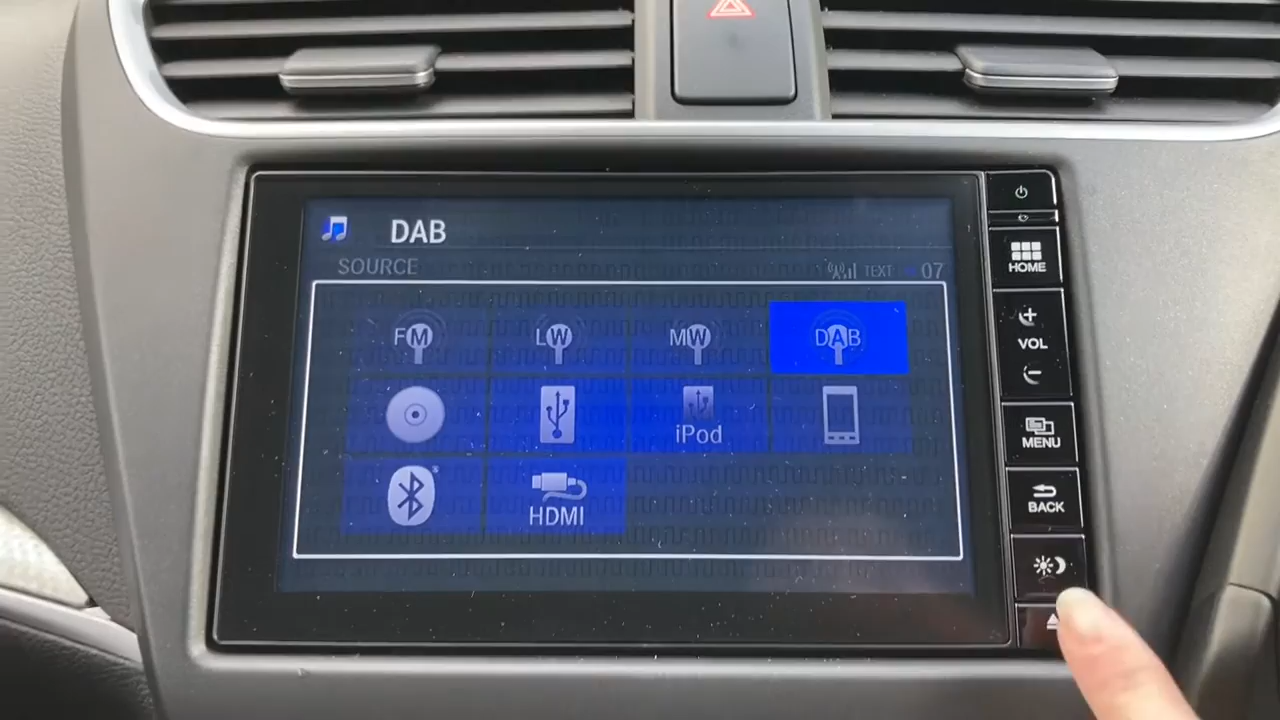 DAB
SOURCE
TEXT 07
FM LW MW DAB
iPod
HDMI
HOME
VOL
MENU
BACK